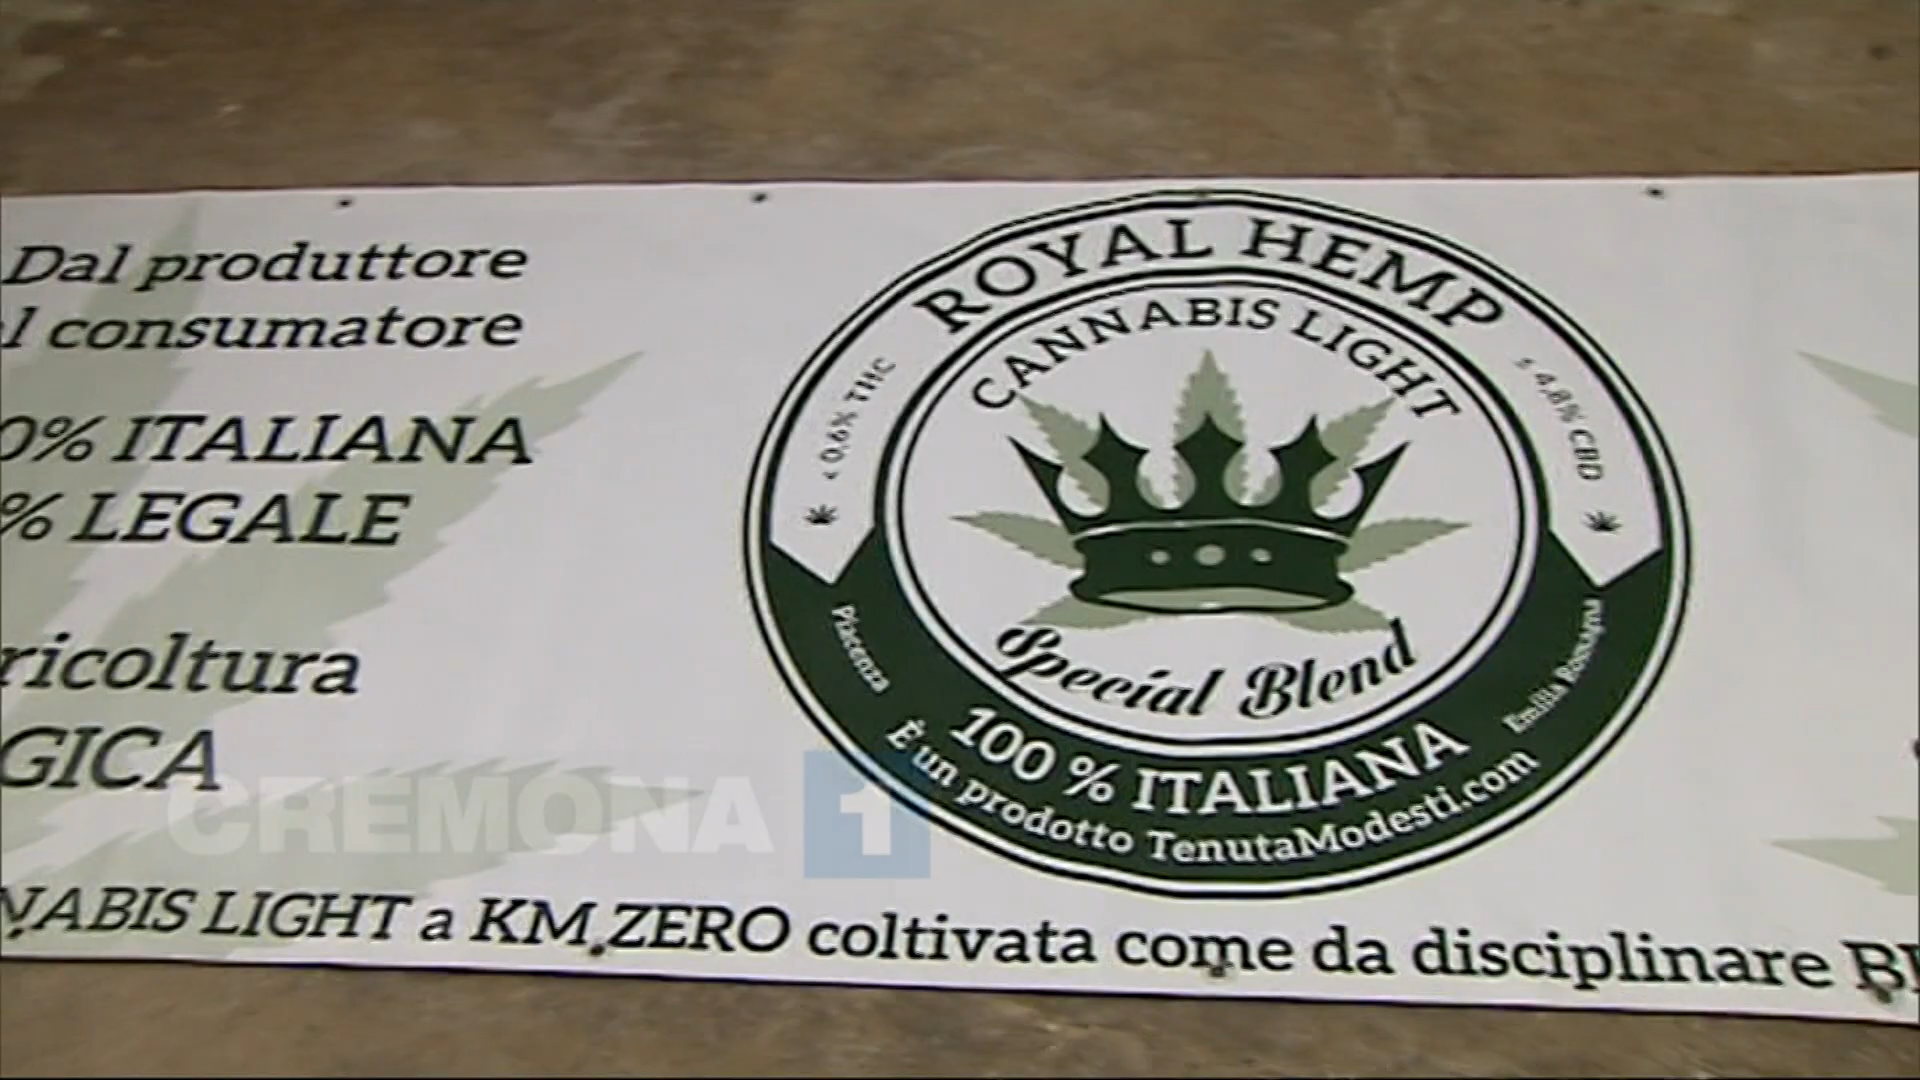 Dal produttore
l consumatore
0% ITALIANA
% LEGALE
ricoltura
GICA
NABIS LIGHT a KM ZERO coltivata come da disciplinare BI
ROYAL HEMP
CANNABIS LIGHT
< 0,6% THC
4,8% CBD
Special Blend
Piacenza
Emilia Romagna
100 % ITALIANA
È un prodotto TenutaModesti.com
CREMONA 1